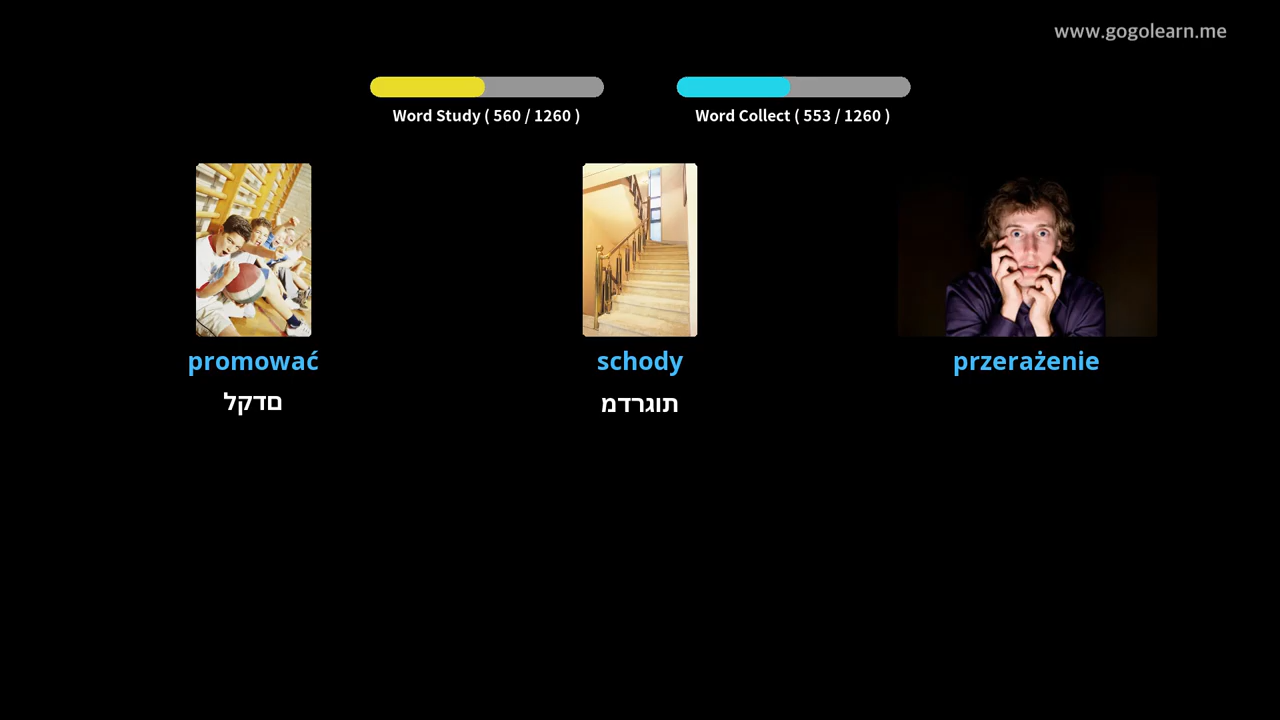 www.gogolearn.me
Word Study ( 560 / 1260 )
Word Collect ( 553 / 1260 )
promować
schody
przerażenie
לקדם
מדרגות